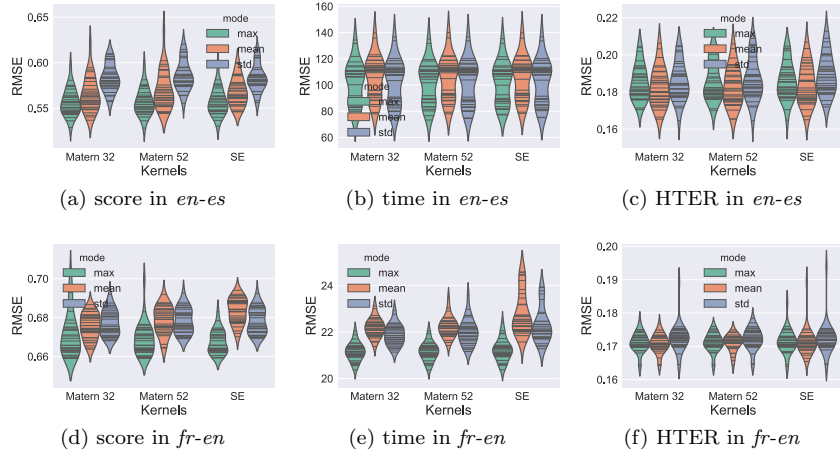 0,65
0,55
RMSE
mode
max
mean
std
Matern 32 Matern 52 SE
Kernels
(a) score in en-es
160
140
120
100
80
60
RMSE
mode
max
mean
std
Matern 32 Matern 52 SE
Kernels
(b) time in en-es
0.22
0.20
0.18
0.16
RMSE
mode
max
mean
std
Matern 32 Matern 52 SE
Kernels
(c) HTER in en-es
0.70
0.68
0.66
RMSE
mode
max
mean
std
Matern 32 Matern 52 SE
Kernels
(d) score in fr-en
24
22
20
RMSE
mode
max
mean
std
Matern 32 Matern 52 SE
Kernels
(e) time in fr-en
0.20
0.18
0.17
0.16
RMSE
mode
max
mean
std
Matern 32 Matern 52 SE
Kernels
(f) HTER in fr-en